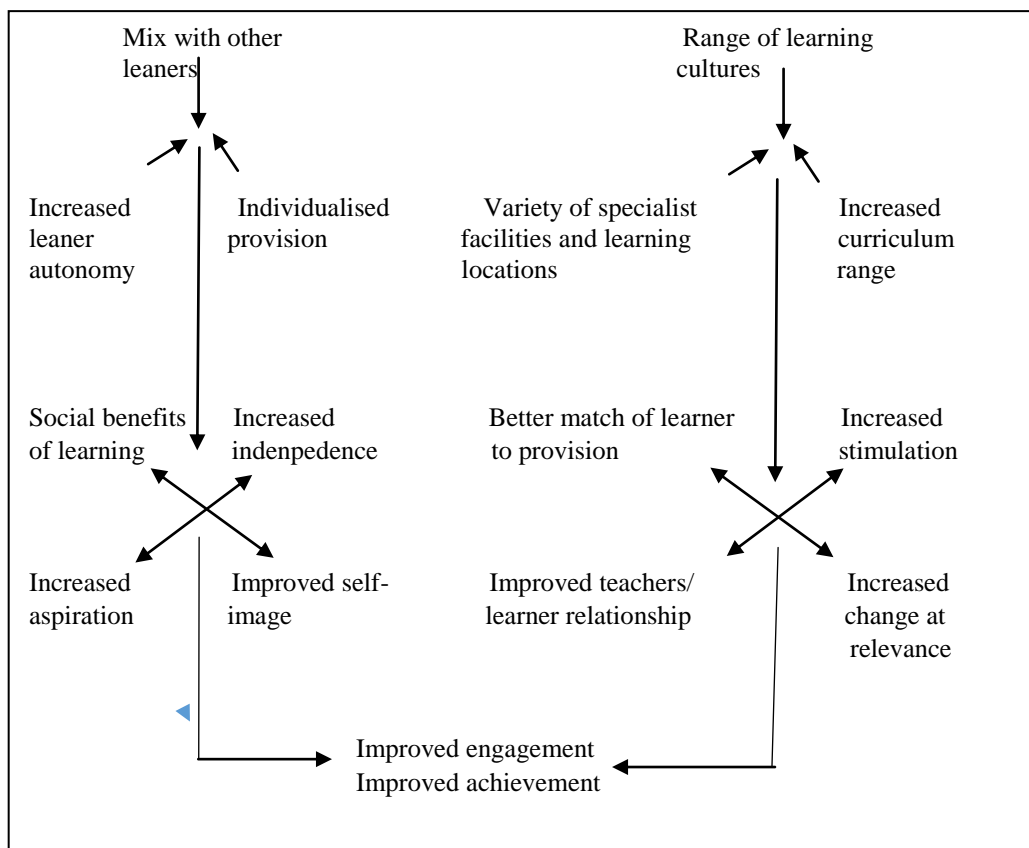 Mix with other
leaners
Range of learning
cultures
Increased
leaner
autonomy
Individualised
provision
Variety of specialist
facilities and learning
locations
Increased
curriculum
range
Social benefits
of learning
Increased
indenpedence
Better match of learner
to provision
Increased
stimulation
Increased
aspiration
Improved self-
image
Improved teachers/
learner relationship
Increased
change at
relevance
Improved engagement
Improved achievement